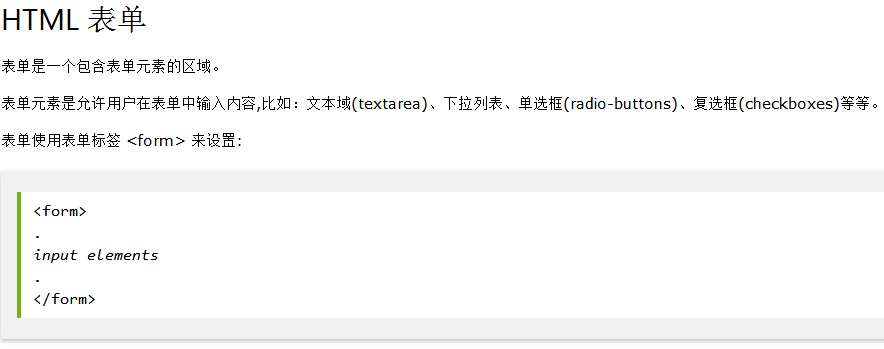 HTML 表单
表单是一个包含表单元素的区域。
表单元素是允许用户在表单中输入内容,比如：文本域(textarea)、下拉列表、单选框(radio-buttons)、复选框(checkboxes)等等。
表单使用表单标签 <form> 来设置:
<form>
.
input elements
.
</form>